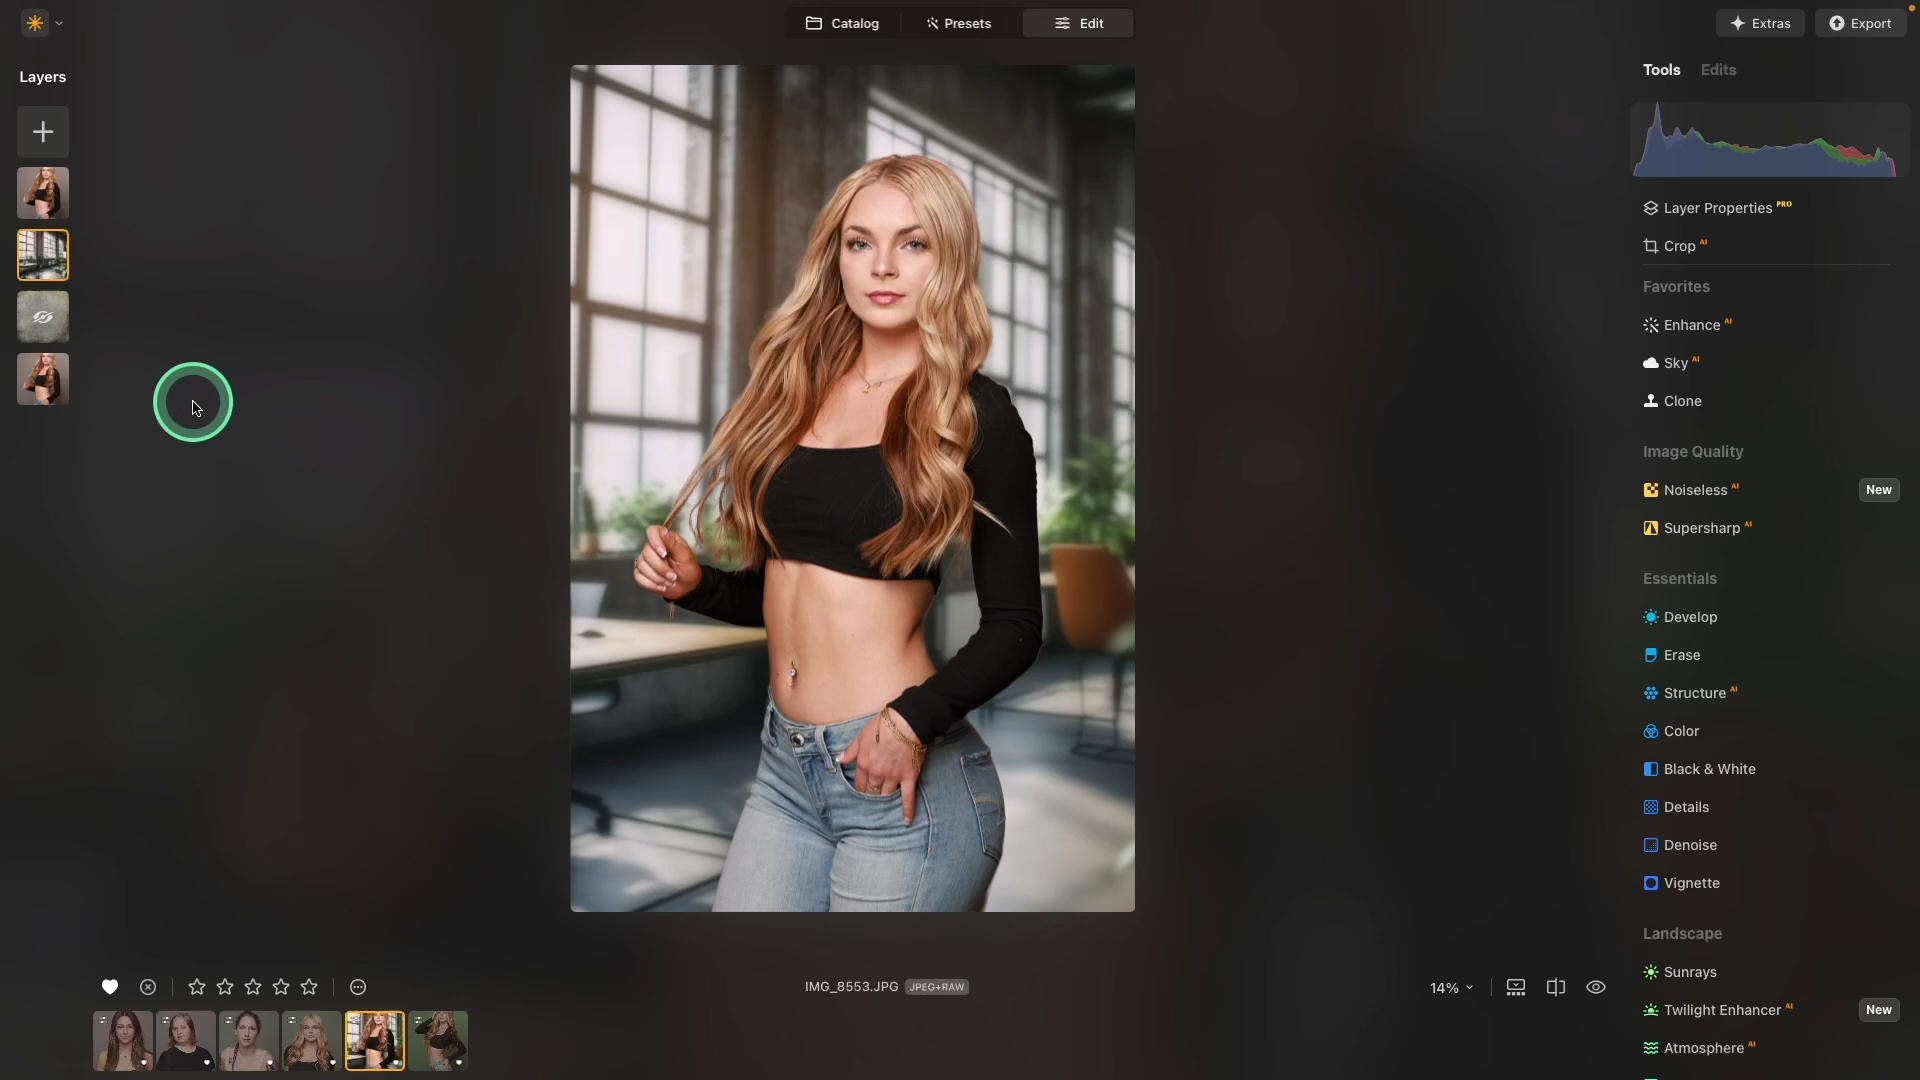 Catalog
Presets
Edit
Extras
Export
Layers
Tools
Edits
Layer Properties PRO
Crop AI
Favorites
Enhance AI
Sky AI
Clone
Image Quality
Noiseless AI
New
Supersharp AI
Essentials
Develop
Erase
Structure AI
Color
Black & White
Details
Denoise
Vignette
Landscape
Sunrays
Twilight Enhancer AI
New
Atmosphere AI
IMG_8553.JPG JPEG+RAW
14%